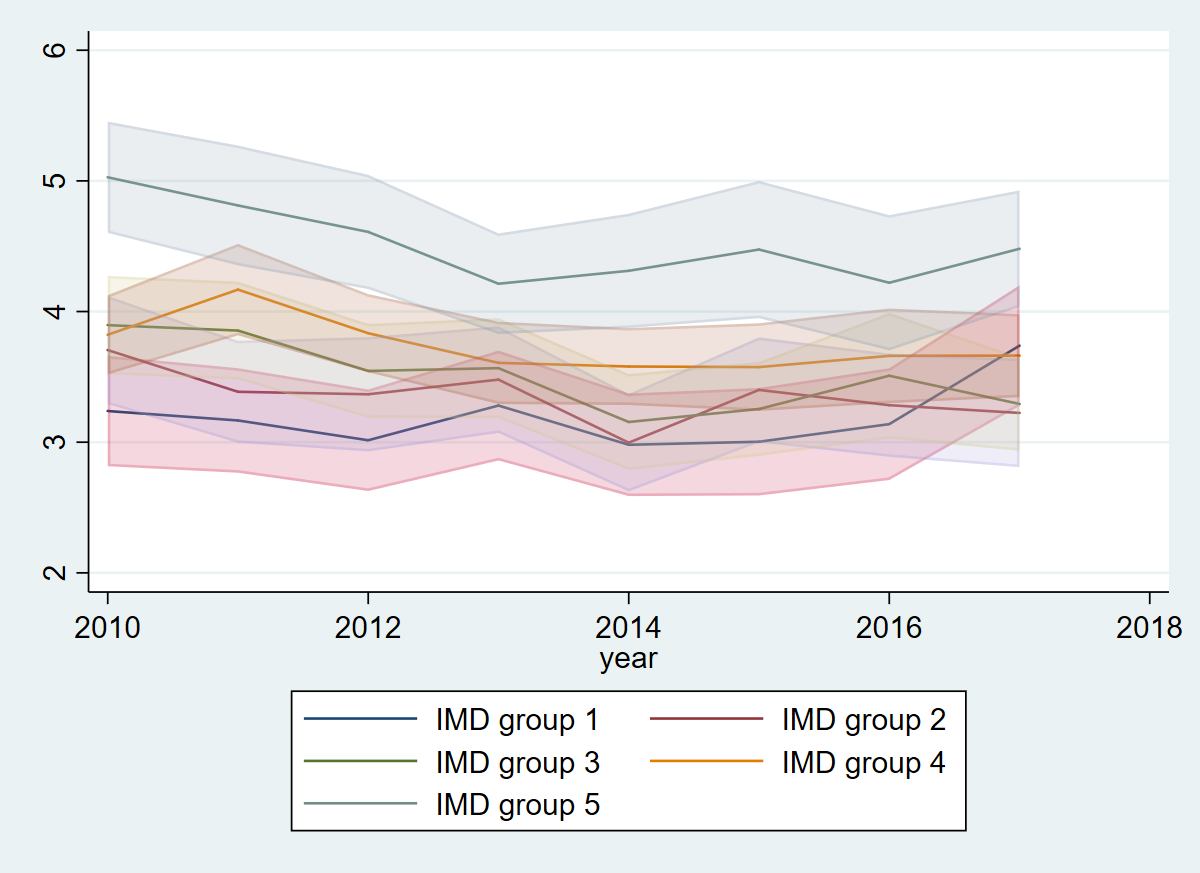 6
5
4
3
2
2010 2012 2014 2016 2018
year
IMD group 1 IMD group 2
IMD group 3 IMD group 4
IMD group 5